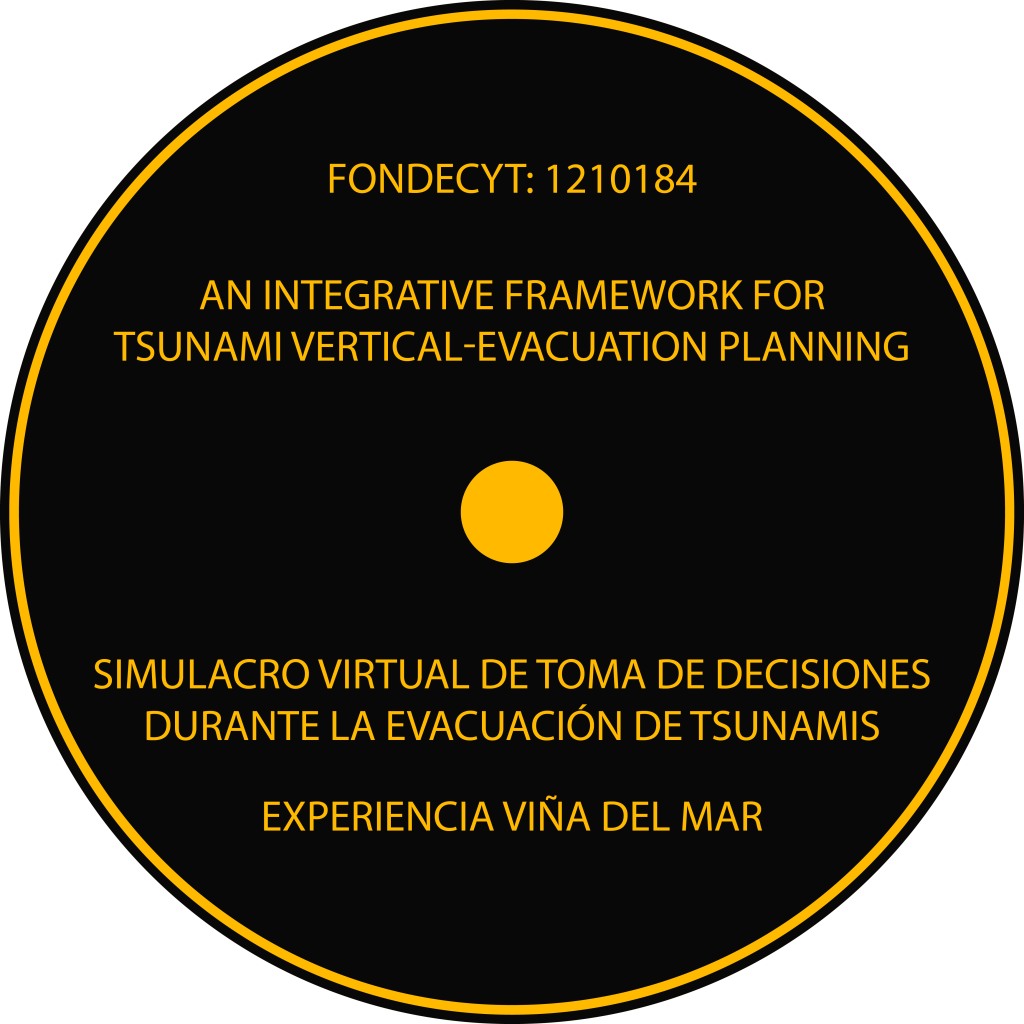 FONDECYT: 1210184
AN INTEGRATIVE FRAMEWORK FOR
TSUNAMI VERTICAL-EVACUATION PLANNING
SIMULACRO VIRTUAL DE TOMA DE DECISIONES
DURANTE LA EVACUACIÓN DE TSUNAMIS
EXPERIENCIA VIÑA DEL MAR